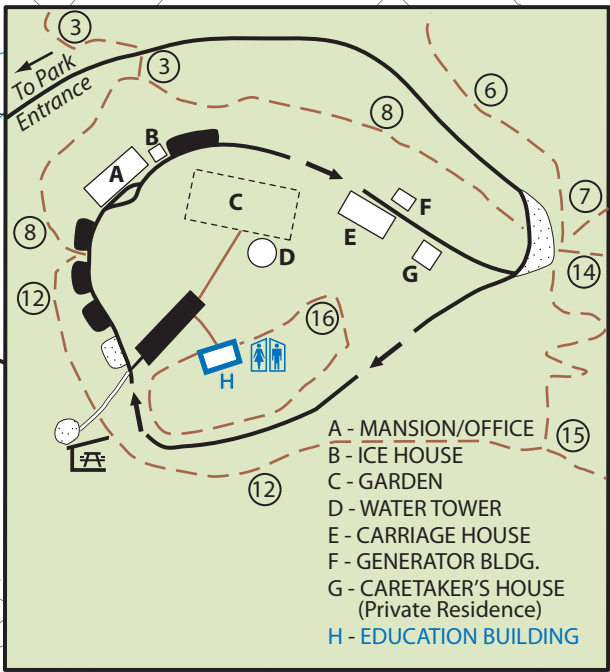 3
To Park
Entrance
3
6
8
B
A
7
C
F
E
8
D
G
14
12
16
H
A - MANSION/OFFICE
15
B - ICE HOUSE
12
C - GARDEN
D - WATER TOWER
E - CARRIAGE HOUSE
F - GENERATOR BLDG.
G - CARETAKER'S HOUSE
(Private Residence)
H - EDUCATION BUILDING